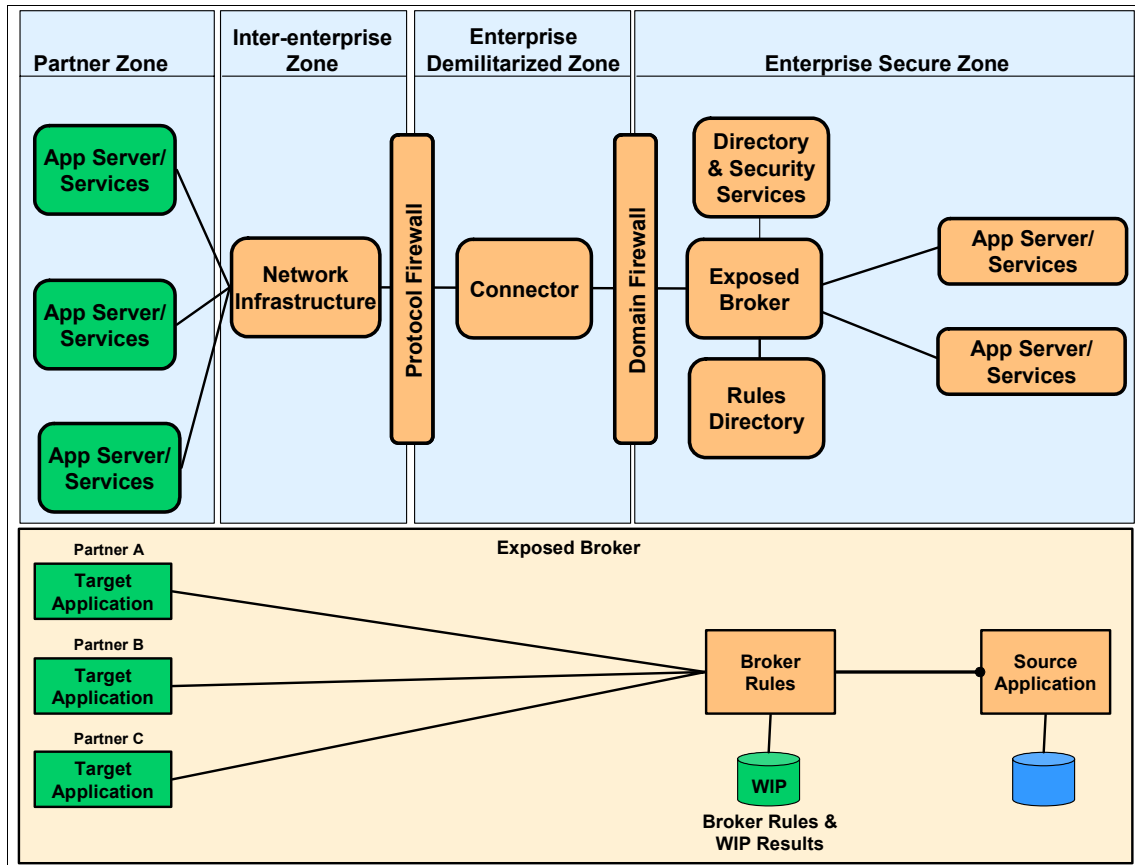 Partner Zone
Inter-enterprise
Zone
Enterprise
Demilitarized Zone
Enterprise Secure Zone
App Server/
Services
App Server/
Services
App Server/
Services
Network
Infrastructure
Protocol Firewall
Connector
Domain Firewall
Directory
& Security
Services
Exposed
Broker
Rules
Directory
App Server/
Services
App Server/
Services
Exposed Broker
Partner A
Target
Application
Partner B
Target
Application
Partner C
Target
Application
Broker
Rules
Source
Application
WIP
Broker Rules &
WIP Results